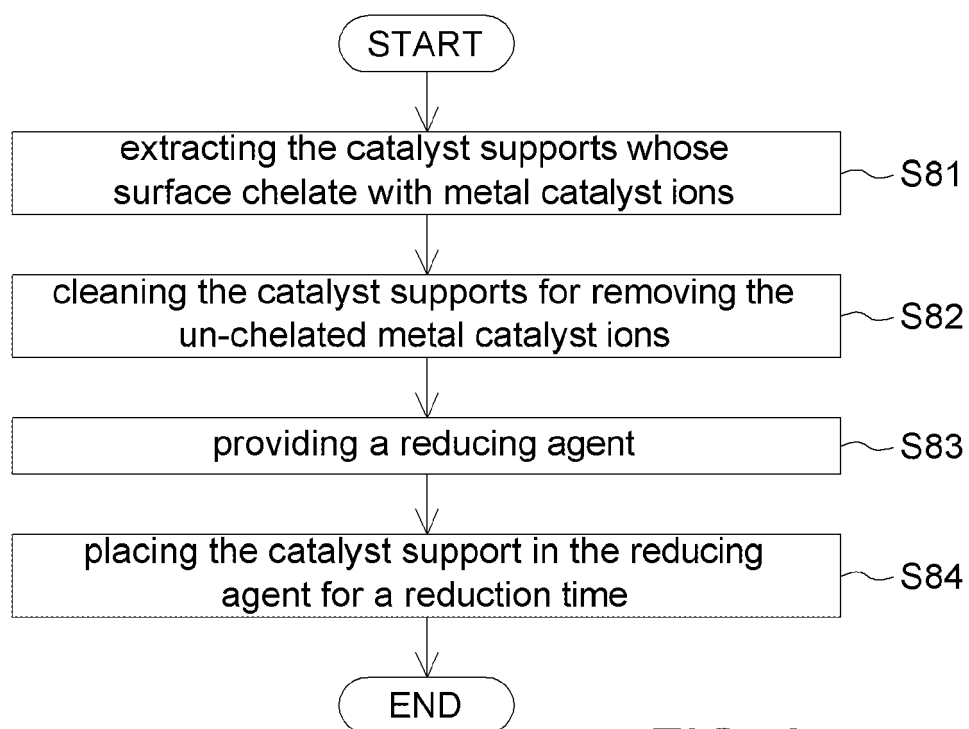 START
extracting the catalyst supports whose
surface chelate with metal catalyst ions
S81
cleaning the catalyst supports for removing the
un-chelated metal catalyst ions
S82
providing a reducing agent
S83
placing the catalyst support in the reducing
agent for a reduction time
S84
END